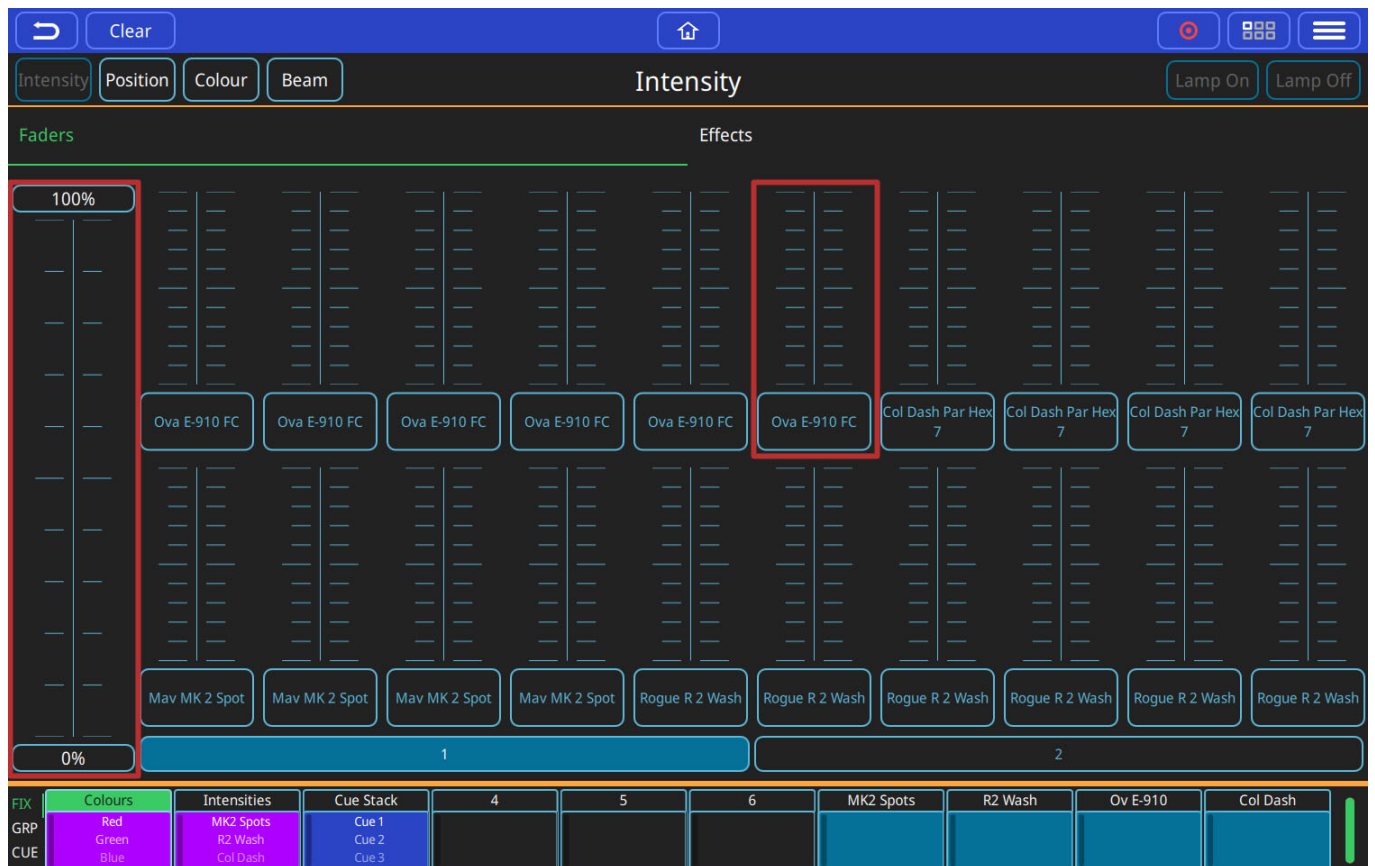 Clear
Intensity Position Colour Beam Intensity Lamp On Lamp Off
Faders Effects
100%
Ova E-910 FC Ova E-910 FC Ova E-910 FC Ova E-910 FC Ova E-910 FC Ova E-910 FC Col Dash Par Hex Col Dash Par Hex Col Dash Par Hex Col Dash Par Hex
7 7 7 7
Mav MK 2 Spot Mav MK 2 Spot Mav MK 2 Spot Mav MK 2 Spot Rogue R 2 Wash Rogue R 2 Wash Rogue R 2 Wash Rogue R 2 Wash Rogue R 2 Wash Rogue R 2 Wash
0% 1 2
FIX Colours Intensities Cue Stack 4 5 6 MK2 Spots R2 Wash Ov E-910 Col Dash
Red MK2 Spots Cue 1
GRP Green R2 Wash Cue 2
CUE Blue Col Dash Cue 3